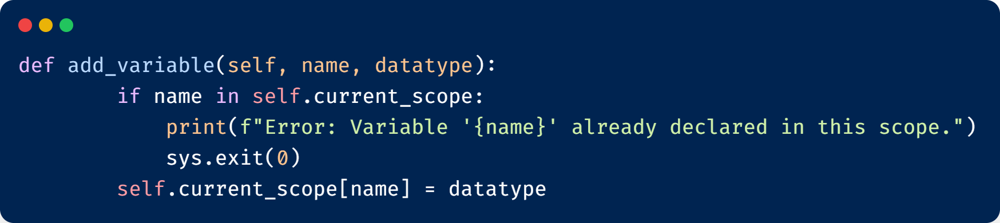 def add_variable(self, name, datatype):
        if name in self.current_scope:
            print(f"Error: Variable '{name}' already declared in this scope.")
            sys.exit(0)
        self.current_scope[name] = datatype